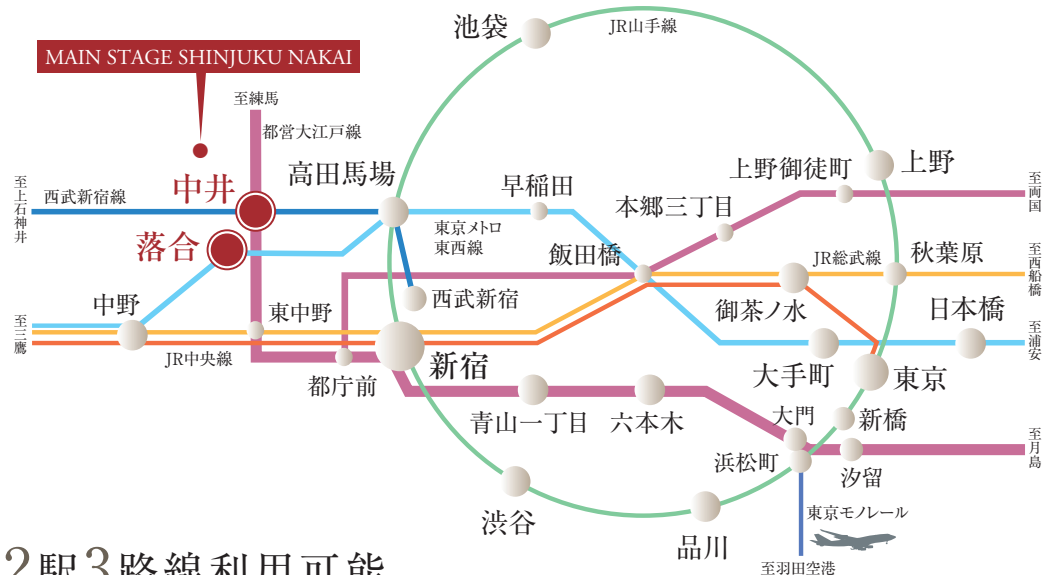 池袋
JR山手線
MAIN STAGE SHINJUKU NAKAI
至練馬
都営大江戸線
高田馬場
上野御徒町
上野
至上石神井
西武新宿線
中井
早稲田
本郷三丁目
至両国
落合
東京メトロ
東西線
飯田橋
JR総武線
秋葉原
至西船橋
中野
東中野
西武新宿
御茶ノ水
日本橋
至三鷹
JR中央線
都庁前
新宿
大手町
東京
至浦安
青山一丁目
六本木
大門
新橋
至月島
浜松町
汐留
渋谷
品川
東京モノレール
至羽田空港
2駅3路線利用可能